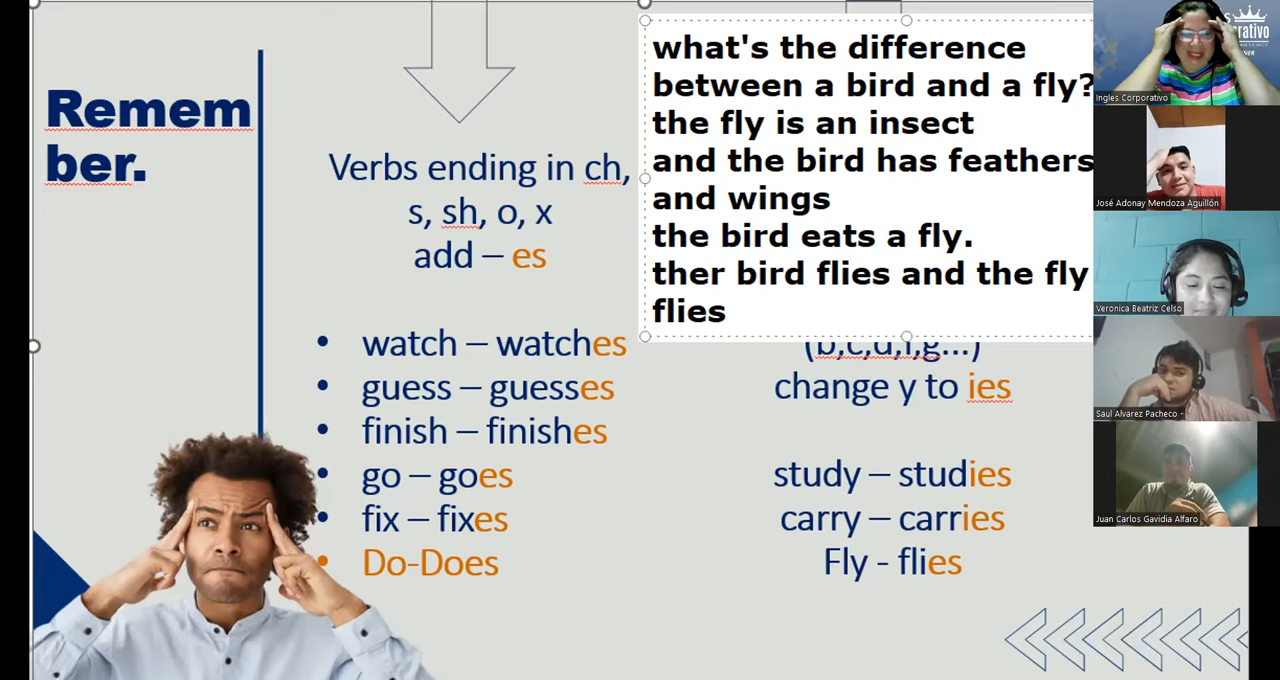 Remem
ber.
Verbs ending in ch,
s, sh, o, x
add – es
• watch – watches
• guess – guesses
• finish – finishes
• go – goes
• fix – fixes
• Do-Does
what's the difference
between a bird and a fly?
the fly is an insect
and the bird has feathers
and wings
the bird eats a fly.
ther bird flies and the fly
flies
(b,c,d,f,g...)
change y to ies
study – studies
carry – carries
Fly - flies
Ingles Corporativo
José Adonay Mendoza Aguillón
Veronica Beatriz Celso
Saul Alvarez Pacheco -
Juan Carlos Gavidia Alfaro